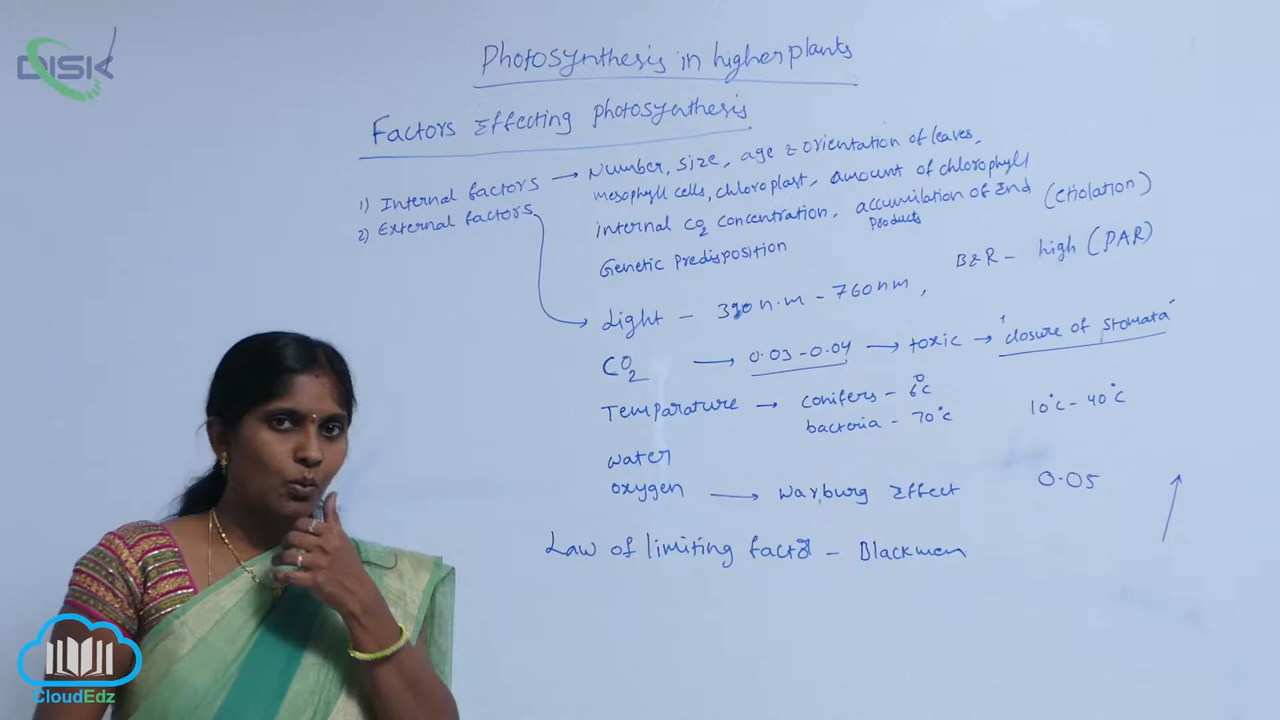 DISK
Photosynthesis in higher plants
Factors Effecting photosynthesis
1) Internal factors → Number, size, age & orientation of leaves,
mesophyll cells, chloroplast, amount of chlorophyll
2) External factors
internal CO2 concentration, accumulation of End products (Etiolation)
Genetic Predisposition
Light - 390 n.m - 760nm, B&R - high (PAR)
CO2 → 0.03-0.04 → toxic → "closure of stomata"
Temparature → conifers - 6°c 10°c - 40°c
bacteria - 70°c
water
oxygen → Warburg Effect 0.05
Law of limiting factor - Blackman
CloudEdz